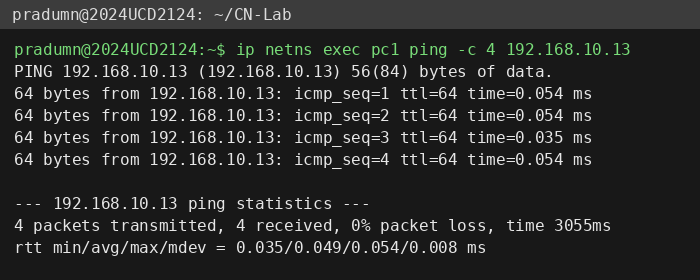 pradumn@2024UCD2124: ~/CN-Lab
pradumn@2024UCD2124:~$ ip netns exec pc1 ping -c 4 192.168.10.13
PING 192.168.10.13 (192.168.10.13) 56(84) bytes of data.
64 bytes from 192.168.10.13: icmp_seq=1 ttl=64 time=0.054 ms
64 bytes from 192.168.10.13: icmp_seq=2 ttl=64 time=0.054 ms
64 bytes from 192.168.10.13: icmp_seq=3 ttl=64 time=0.035 ms
64 bytes from 192.168.10.13: icmp_seq=4 ttl=64 time=0.054 ms
--- 192.168.10.13 ping statistics ---
4 packets transmitted, 4 received, 0% packet loss, time 3055ms
rtt min/avg/max/mdev = 0.035/0.049/0.054/0.008 ms